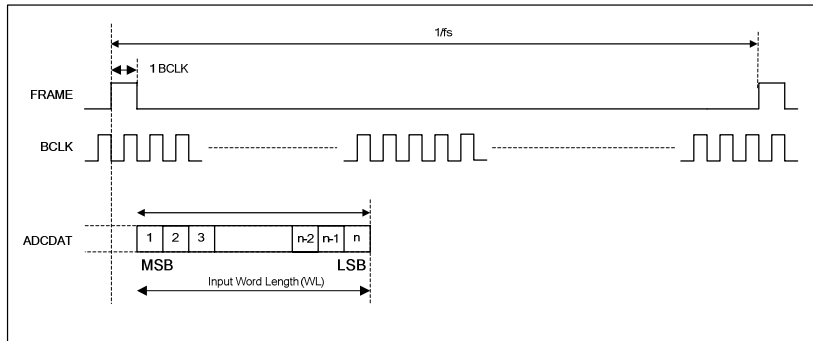 1/fs
1 BCLK
FRAME
BCLK
ADCDAT
1 2 3 n-2 n-1 n
MSB LSB
Input Word Length (WL)